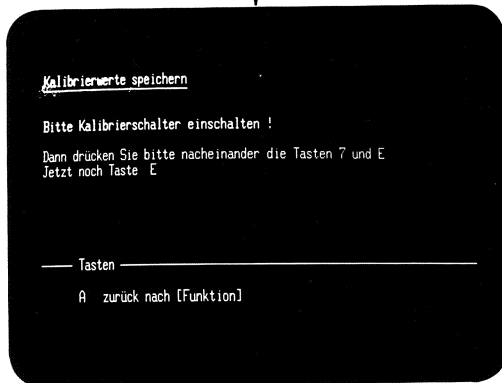 Kalibrierwerte speichern
Bitte Kalibrierschalter einschalten !
Dann drücken Sie bitte nacheinander die Tasten 7 und E
Jetzt noch Taste E
Tasten
A zurück nach [Funktion]